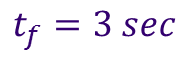 t_f = 3 sec